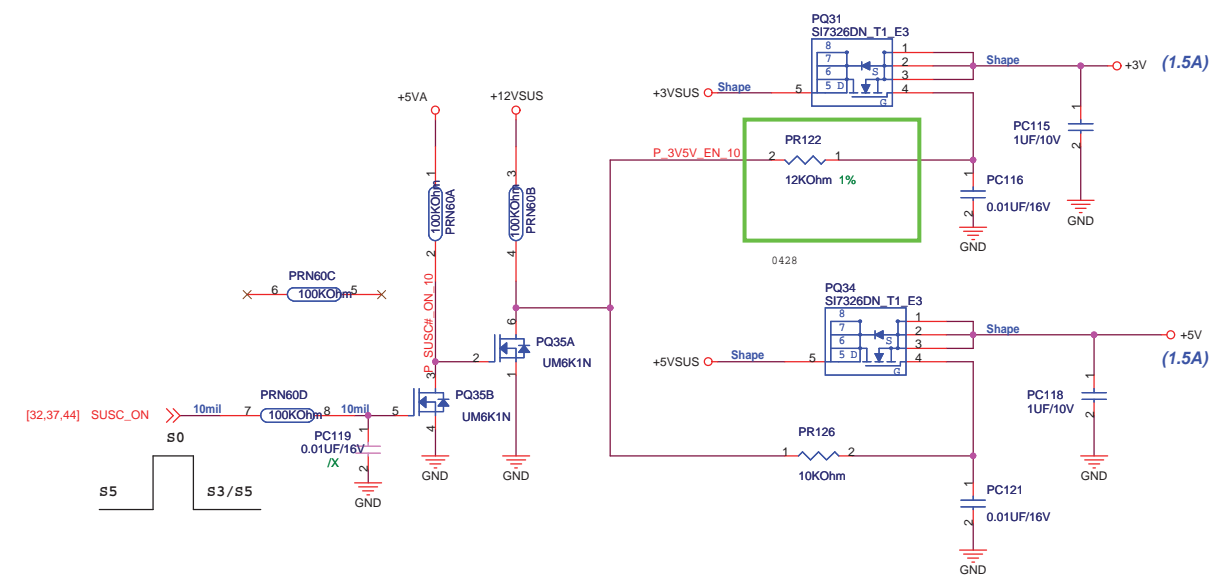 PQ31
SI7326DN_T1_E3
8
7
6
5 D
S
G
1
2
3
4
5
+3VSUS
Shape
Shape
+3V
(1.5A)
PC115
1UF/10V
1
2
GND
+5VA
+12VSUS
P_3V5V_EN_10
2
PR122
1
12KOhm 1%
1
PC116
0.01UF/16V
2
GND
0428
1
100KOhm
PRN60A
2
3
100KOhm
PRN60B
4
PRN60C
6
100KOhm
5
P_SUSC#_ON_10
PQ34
SI7326DN_T1_E3
8
7
6
5 D
S
G
1
2
3
4
5
+5VSUS
Shape
Shape
+5V
(1.5A)
PC118
1UF/10V
1
2
GND
6
PQ35A
2
UM6K1N
1
GND
3
PQ35B
5
UM6K1N
4
GND
[32,37,44]
SUSC_ON
10mil
7
PRN60D
100KOhm
8
10mil
1
PC119
0.01UF/16V
/X
2
GND
S0
S5
S3/S5
PR126
1
2
10KOhm
1
PC121
0.01UF/16V
2
GND